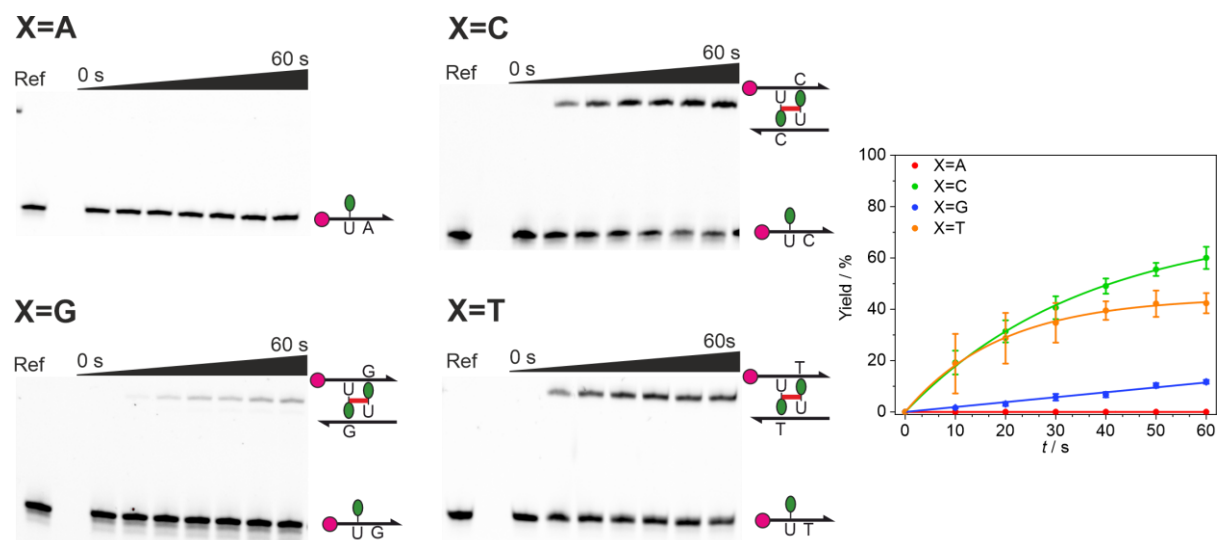 X=A
Ref 0 s 60 s
U A
X=C
Ref 0 s 60 s
C
U
U
C
U C
X=G
Ref 0 s 60 s
G
U
U
G
U G
X=T
Ref 0 s 60s
T
U
U
T
U T
100
80
60
40
20
0
Yield / %
X=A
X=C
X=G
X=T
0 10 20 30 40 50 60
t / s